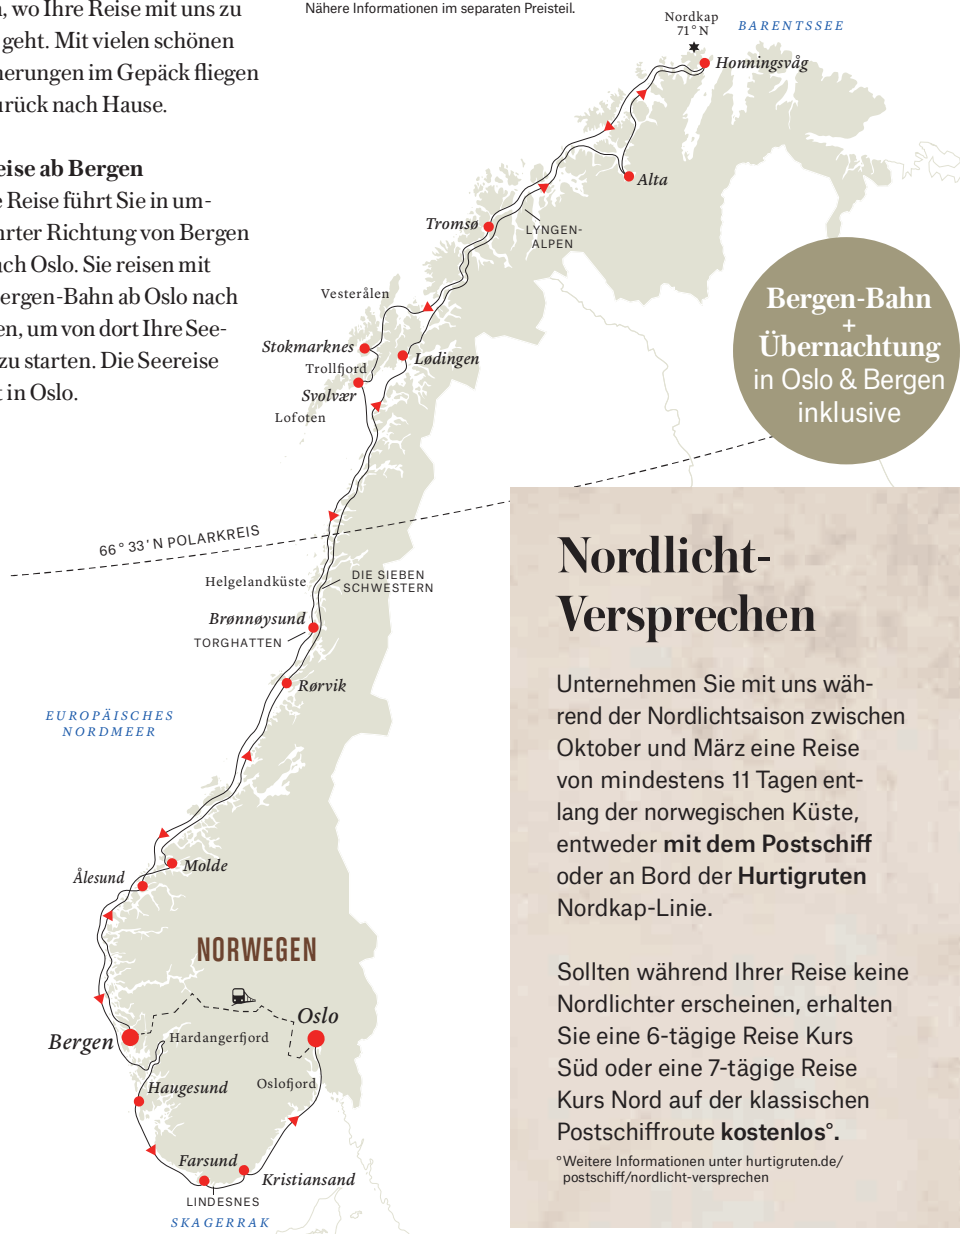 , wo Ihre Reise mit uns zu
geht. Mit vielen schönen
nerungen im Gepäck fliegen
urück nach Hause.
eise ab Bergen
e Reise führt Sie in um-
hrter Richtung von Bergen
ch Oslo. Sie reisen mit
ergen-Bahn ab Oslo nach
en, um von dort Ihre See-
zu starten. Die Seereise
t in Oslo.
Nähere Informationen im separaten Preisteil.
Nordkap
71° N
BARENTSSEE
Honningsvåg
Alta
Tromsø
LYNGEN-
ALPEN
Vesterålen
Stokmarknes
Lødingen
Trollfjord
Svolvær
Lofoten
66° 33' N POLARKREIS
Helgelandküste
DIE SIEBEN
SCHWESTERN
Brønnøysund
TORGHATTEN
Rørvik
EUROPÄISCHES
NORDMEER
Molde
Ålesund
NORWEGEN
Oslo
Bergen
Hardangerfjord
Haugesund
Oslofjord
Farsund
Kristiansand
LINDESNES
SKAGERRAK
Bergen-Bahn
+
Übernachtung
in Oslo & Bergen
inklusive
Nordlicht-
Versprechen
Unternehmen Sie mit uns wäh-
rend der Nordlichtsaison zwischen
Oktober und März eine Reise
von mindestens 11 Tagen ent-
lang der norwegischen Küste,
entweder mit dem Postschiff
oder an Bord der Hurtigruten
Nordkap-Linie.
Sollten während Ihrer Reise keine
Nordlichter erscheinen, erhalten
Sie eine 6-tägige Reise Kurs
Süd oder eine 7-tägige Reise
Kurs Nord auf der klassischen
Postschiffroute kostenlos°.
°Weitere Informationen unter hurtigruten.de/
postschiff/nordlicht-versprechen